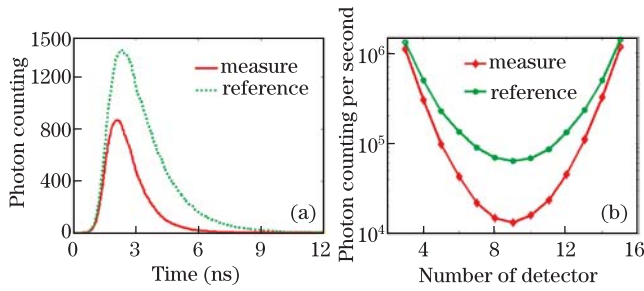 Photon counting
1500
1200
800
400
0
0
3
6
9
12
Time (ns)
measure
reference
(a)
Photon counting per second
10^6
10^5
10^4
4
8
12
16
Number of detector
measure
reference
(b)